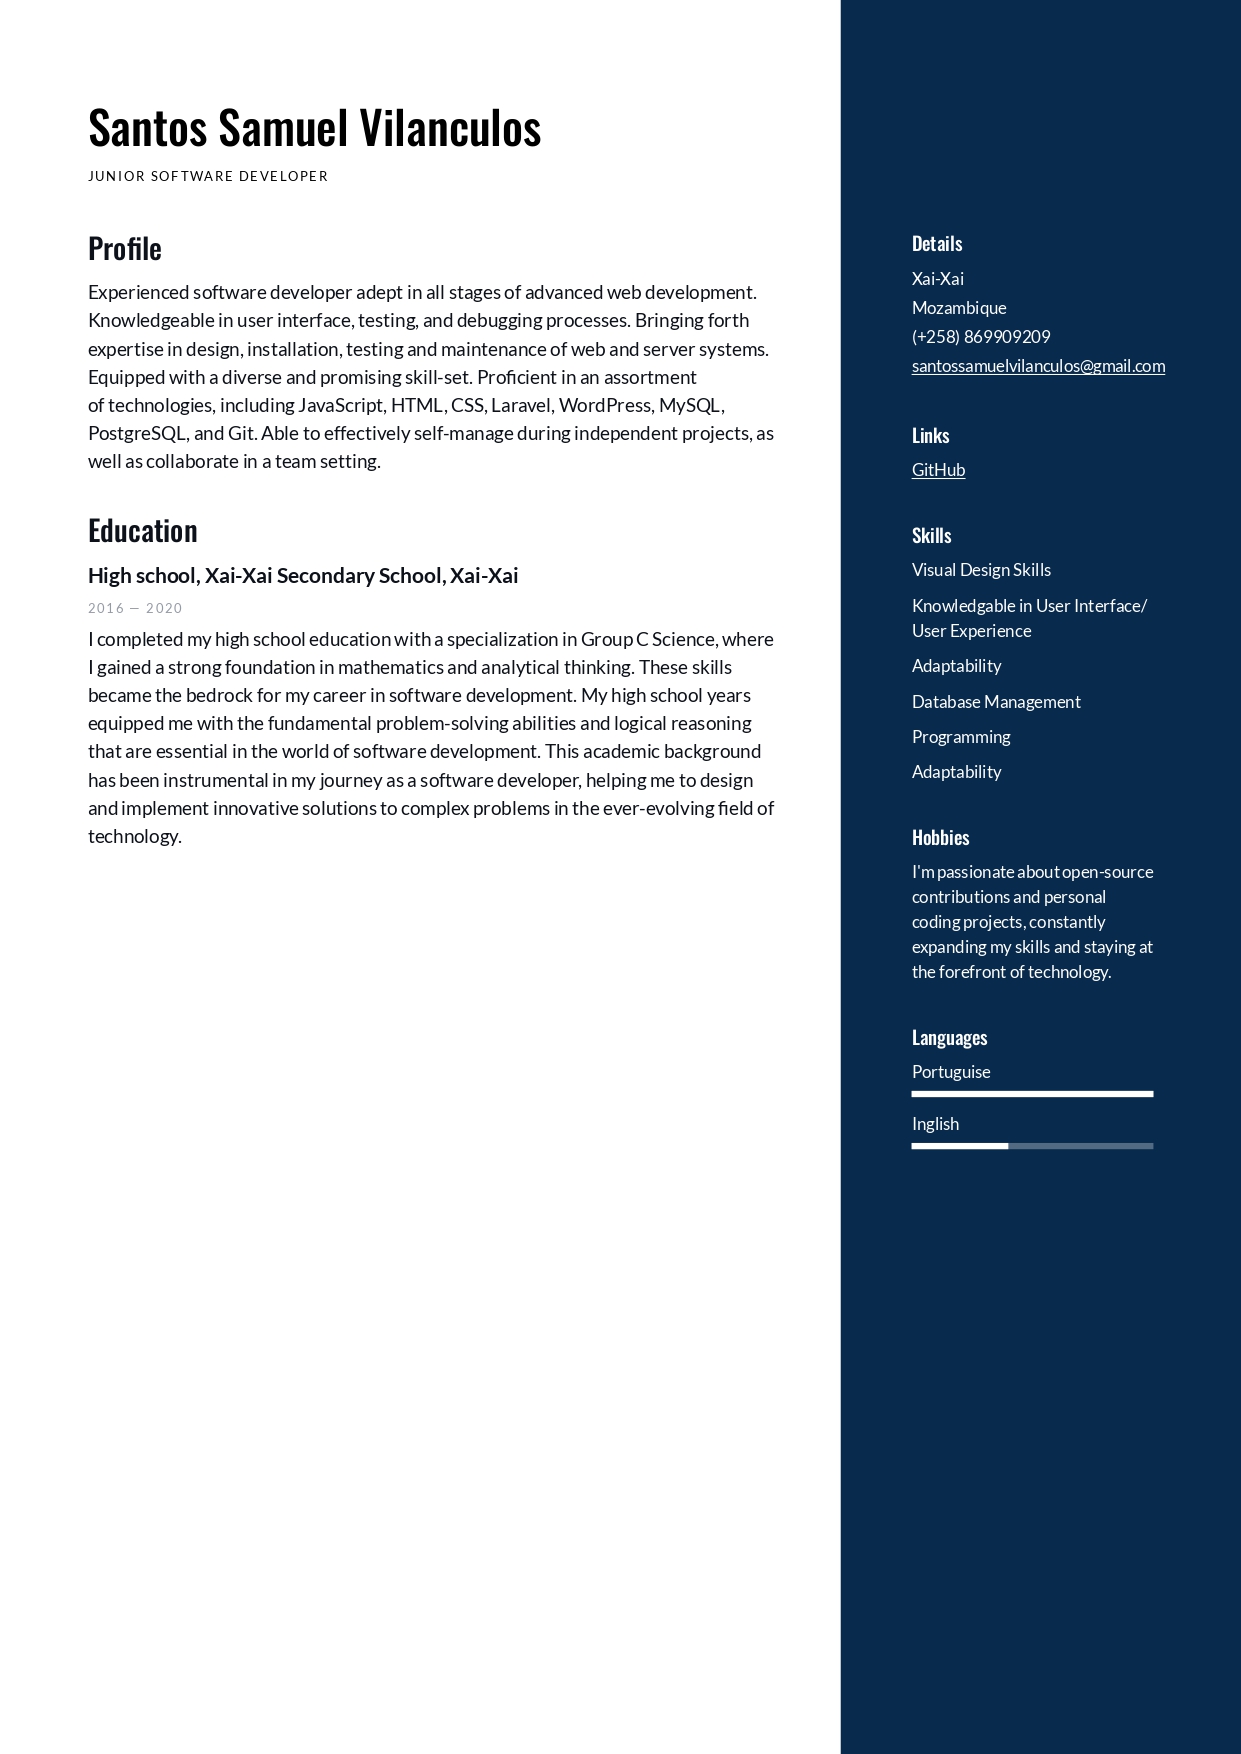 Santos Samuel Vilanculos
JUNIOR SOFTWARE DEVELOPER
Profile
Experienced software developer adept in all stages of advanced web development.
Knowledgeable in user interface, testing, and debugging processes. Bringing forth
expertise in design, installation, testing and maintenance of web and server systems.
Equipped with a diverse and promising skill-set. Proficient in an assortment
of technologies, including JavaScript, HTML, CSS, Laravel, WordPress, MySQL,
PostgreSQL, and Git. Able to effectively self-manage during independent projects, as
well as collaborate in a team setting.
Education
High school, Xai-Xai Secondary School, Xai-Xai
2016 — 2020
I completed my high school education with a specialization in Group C Science, where
I gained a strong foundation in mathematics and analytical thinking. These skills
became the bedrock for my career in software development. My high school years
equipped me with the fundamental problem-solving abilities and logical reasoning
that are essential in the world of software development. This academic background
has been instrumental in my journey as a software developer, helping me to design
and implement innovative solutions to complex problems in the ever-evolving field of
technology.
Details
Xai-Xai
Mozambique
(+258) 869909209
santossamuelvilanculos@gmail.com
Links
GitHub
Skills
Visual Design Skills
Knowledgable in User Interface/
User Experience
Adaptability
Database Management
Programming
Adaptability
Hobbies
I'm passionate about open-source
contributions and personal
coding projects, constantly
expanding my skills and staying at
the forefront of technology.
Languages
Portuguise
Inglish